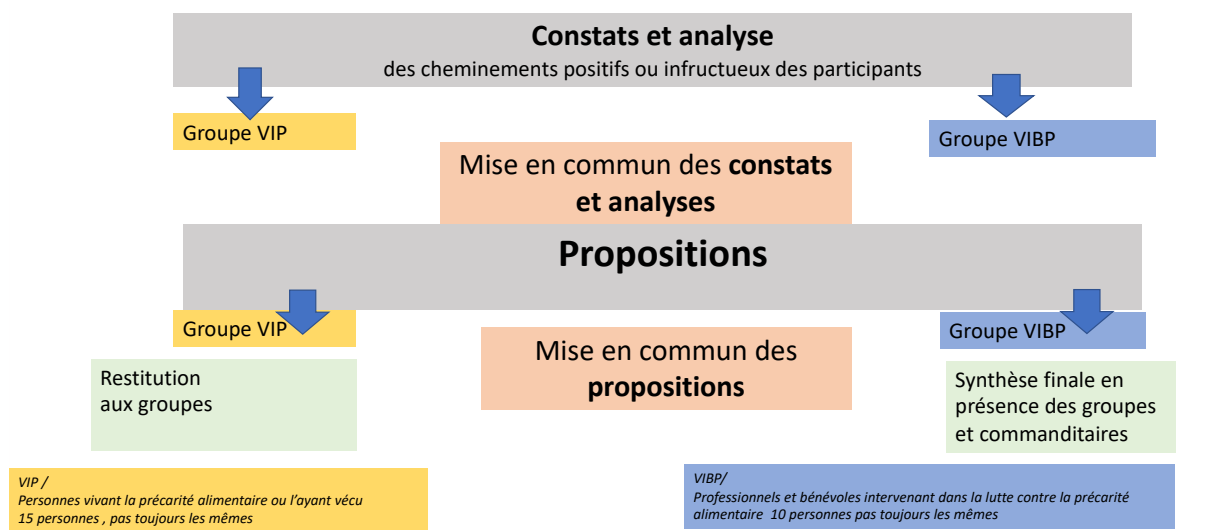 Constats et analyse
des cheminements positifs ou infructueux des participants
Groupe VIP
Groupe VIBP
Mise en commun des constats
et analyses
Propositions
Groupe VIP
Groupe VIBP
Mise en commun des
propositions
Restitution
aux groupes
Synthèse finale en
présence des groupes
et commanditaires
VIP /
Personnes vivant la précarité alimentaire ou l'ayant vécu
15 personnes , pas toujours les mêmes
VIBP/
Professionnels et bénévoles intervenant dans la lutte contre la précarité
alimentaire 10 personnes pas toujours les mêmes